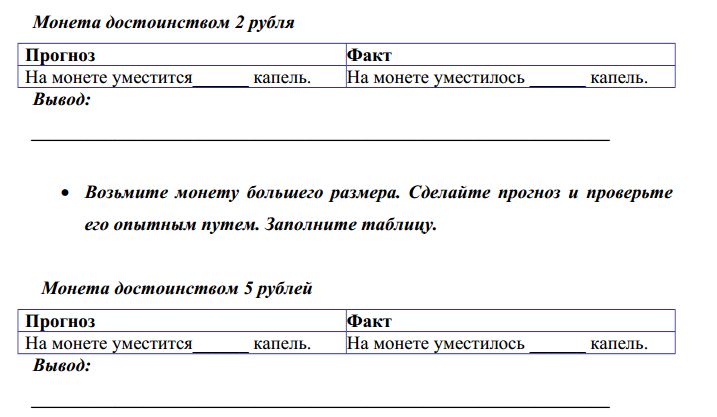 Монета достоинством 2 рубля
Прогноз Факт
На монете уместится______ капель. На монете уместилось ______ капель.
Вывод:
• Возьмите монету большего размера. Сделайте прогноз и проверьте
его опытным путем. Заполните таблицу.
Монета достоинством 5 рублей
Прогноз Факт
На монете уместится______ капель. На монете уместилось ______ капель.
Вывод: